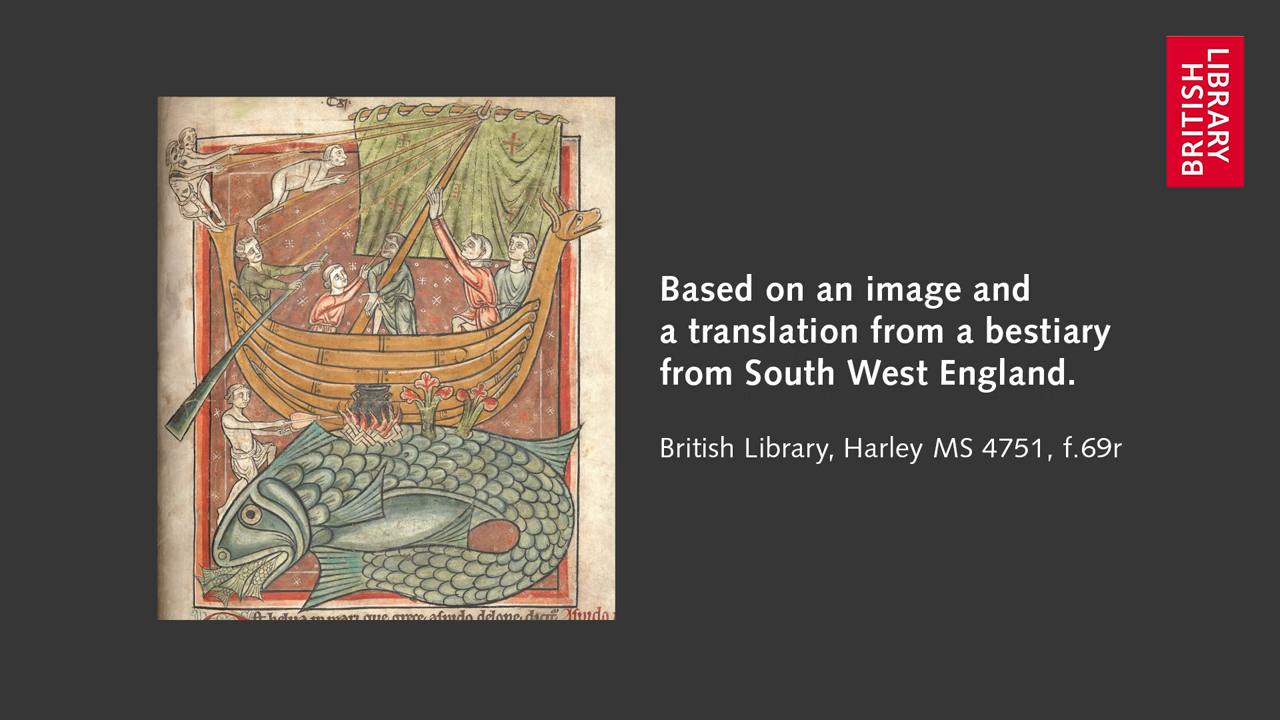 LIBRARY
BRITISH
Based on an image and
a translation from a bestiary
from South West England.
British Library, Harley MS 4751, f.69r